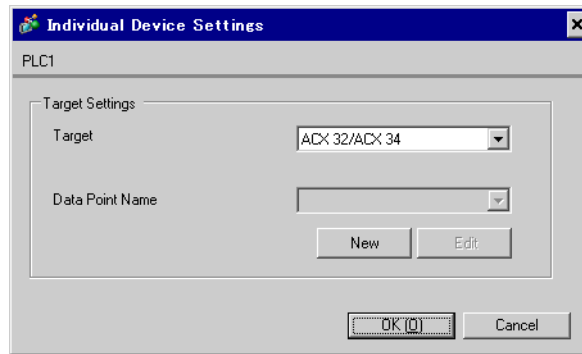 Individual Device Settings
PLC1
Target Settings
Target
ACX 32/ACX 34
Data Point Name
New
Edit
OK (O)
Cancel